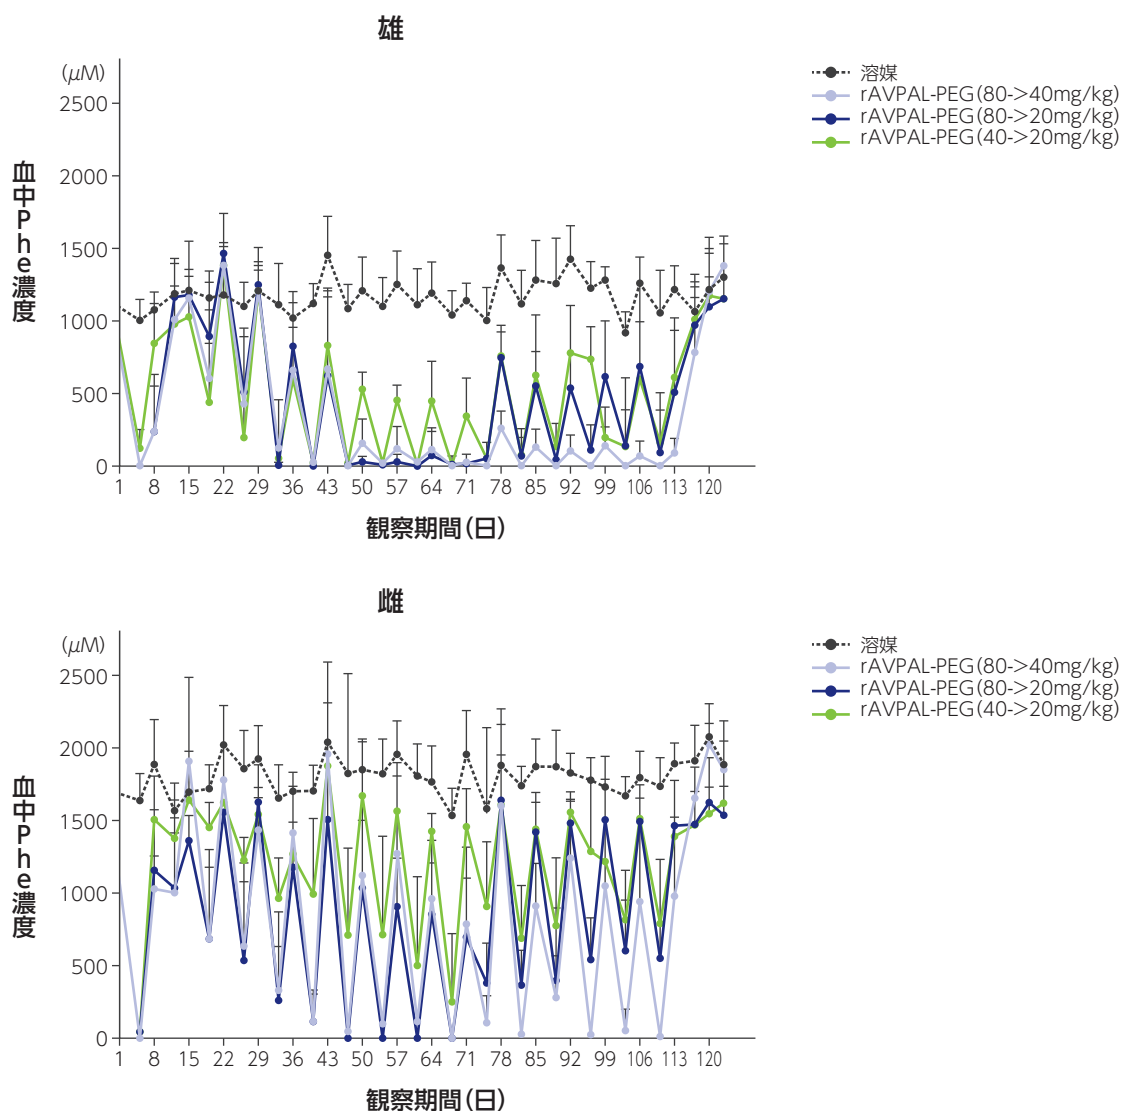 雄
(μM)
2500
2000
1500
1000
500
0
血中Phe濃度
1 8 15 22 29 36 43 50 57 64 71 78 85 92 99 106 113 120
観察期間(日)
溶媒
rAVPAL-PEG(80->40mg/kg)
rAVPAL-PEG(80->20mg/kg)
rAVPAL-PEG(40->20mg/kg)
雌
(μM)
2500
2000
1500
1000
500
0
血中Phe濃度
1 8 15 22 29 36 43 50 57 64 71 78 85 92 99 106 113 120
観察期間(日)
溶媒
rAVPAL-PEG(80->40mg/kg)
rAVPAL-PEG(80->20mg/kg)
rAVPAL-PEG(40->20mg/kg)